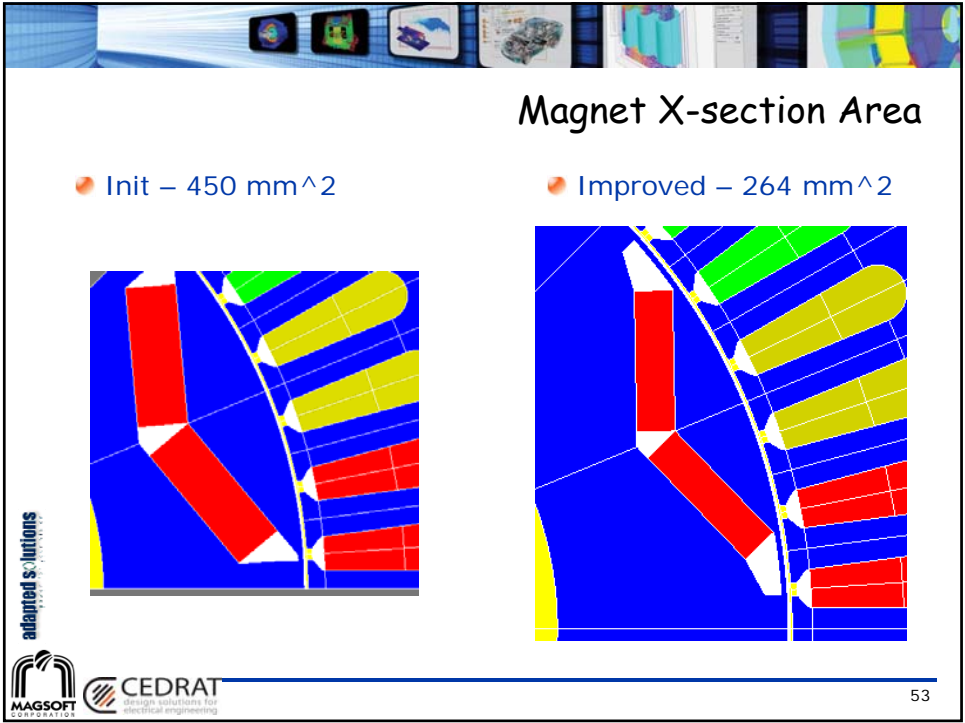 Magnet X-section Area
Init – 450 mm^2
Improved – 264 mm^2
adapted solutions
MAGSOFT
CORPORATION
CEDRAT
design solutions for
electrical engineering
53